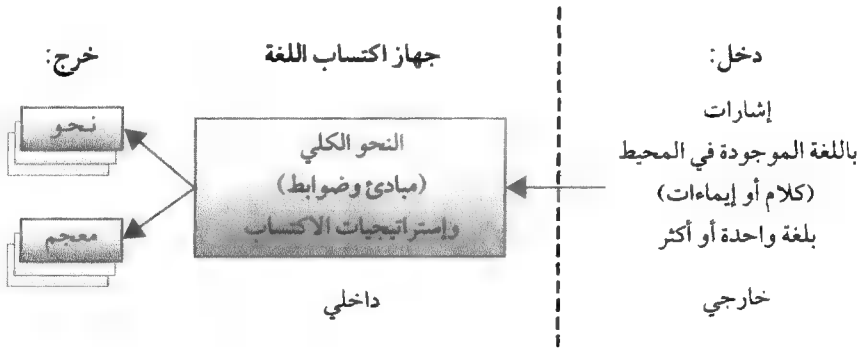 دخل:
إشارات
باللغة الموجودة في المحيط
(كلام أو إيماءات)
بلغة واحدة أو أكثر
خارجي
جهاز اكتساب اللغة
النحو الكلي
(مبادئ وضوابط)
وإستراتيجيات الاكتساب
داخلي
خرج:
نحو
معجم